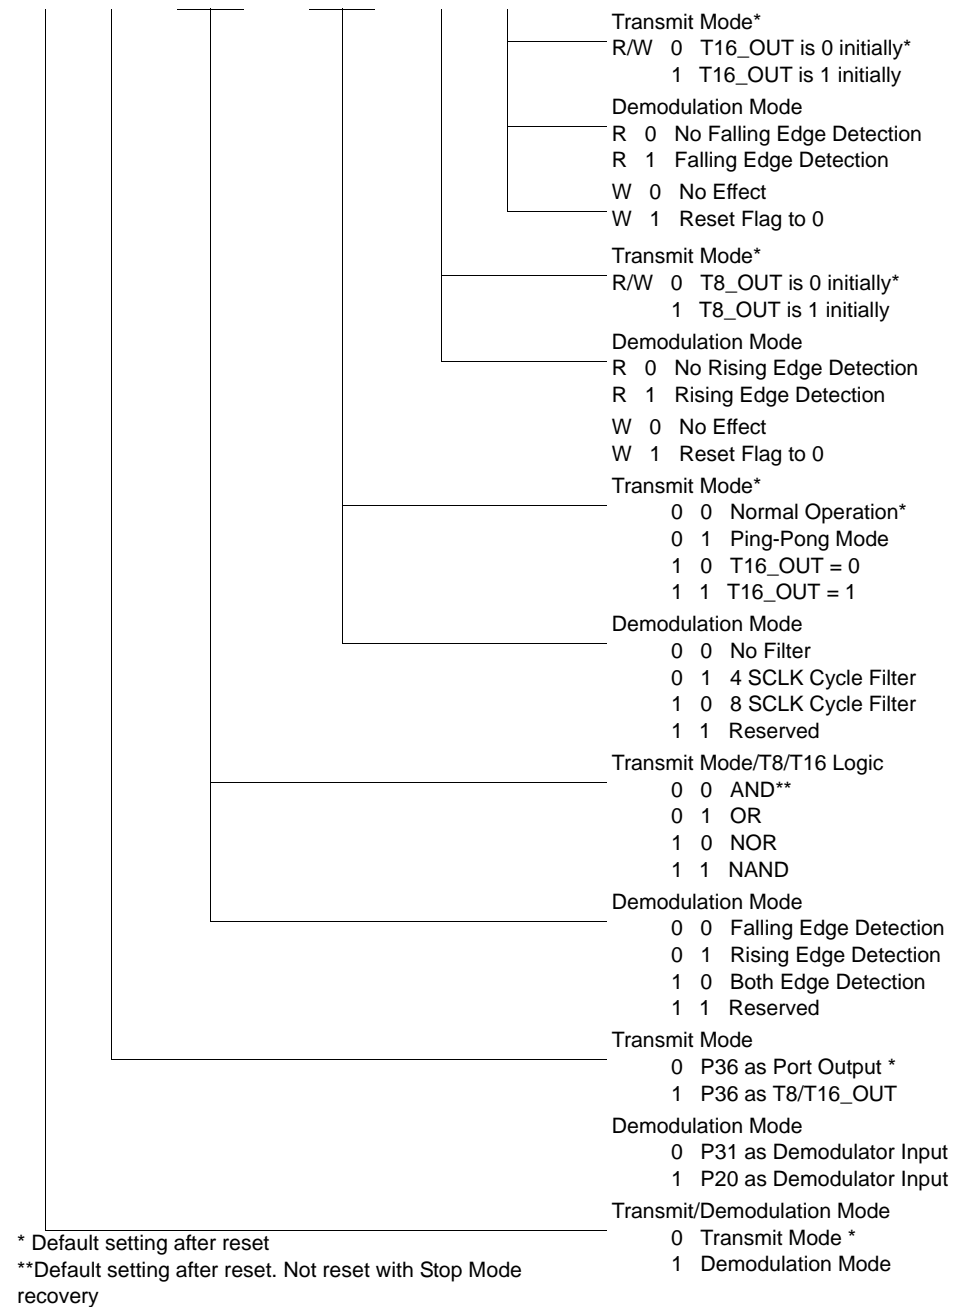 Transmit Mode*
R/W 0 T16_OUT is 0 initially*
1 T16_OUT is 1 initially
Demodulation Mode
R 0 No Falling Edge Detection
R 1 Falling Edge Detection
W 0 No Effect
W 1 Reset Flag to 0
Transmit Mode*
R/W 0 T8_OUT is 0 initially*
1 T8_OUT is 1 initially
Demodulation Mode
R 0 No Rising Edge Detection
R 1 Rising Edge Detection
W 0 No Effect
W 1 Reset Flag to 0
Transmit Mode*
0 0 Normal Operation*
0 1 Ping-Pong Mode
1 0 T16_OUT = 0
1 1 T16_OUT = 1
Demodulation Mode
0 0 No Filter
0 1 4 SCLK Cycle Filter
1 0 8 SCLK Cycle Filter
1 1 Reserved
Transmit Mode/T8/T16 Logic
0 0 AND**
0 1 OR
1 0 NOR
1 1 NAND
Demodulation Mode
0 0 Falling Edge Detection
0 1 Rising Edge Detection
1 0 Both Edge Detection
1 1 Reserved
Transmit Mode
0 P36 as Port Output *
1 P36 as T8/T16_OUT
Demodulation Mode
0 P31 as Demodulator Input
1 P20 as Demodulator Input
Transmit/Demodulation Mode
0 Transmit Mode *
1 Demodulation Mode
* Default setting after reset
**Default setting after reset. Not reset with Stop Mode
recovery